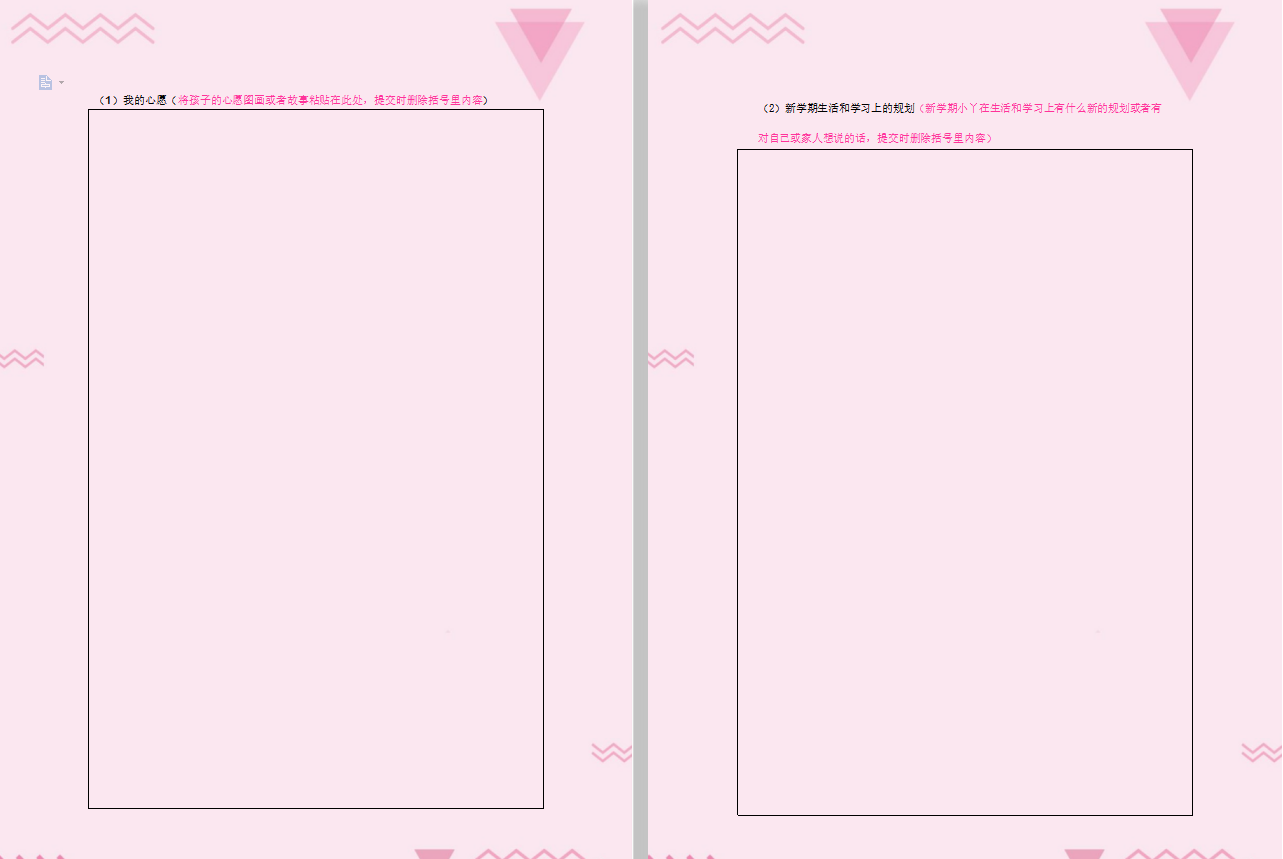 （1）我的心愿（将孩子的心愿图画或者故事粘贴在此处，提交时删除括号里内容）
（2）新学期生活和学习上的规划（新学期小丫在生活和学习上有什么新的规划或者有
对自己或家人想说的话，提交时删除括号里内容）